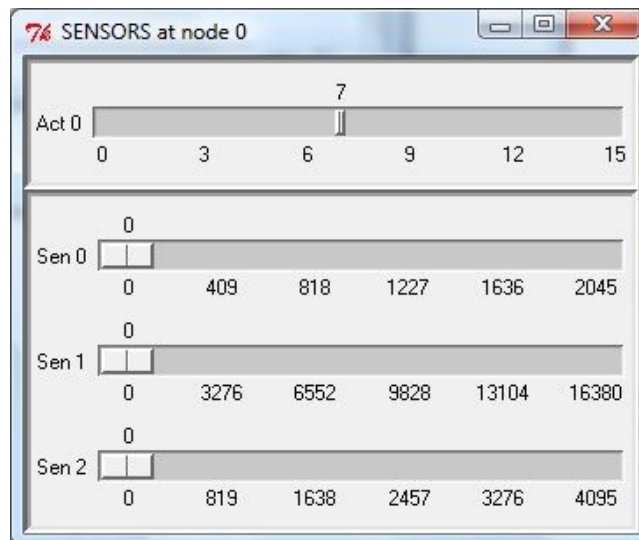 SENSORS at node 0
7
Act 0
0 3 6 9 12 15
0
Sen 0
0 409 818 1227 1636 2045
0
Sen 1
0 3276 6552 9828 13104 16380
0
Sen 2
0 819 1638 2457 3276 4095